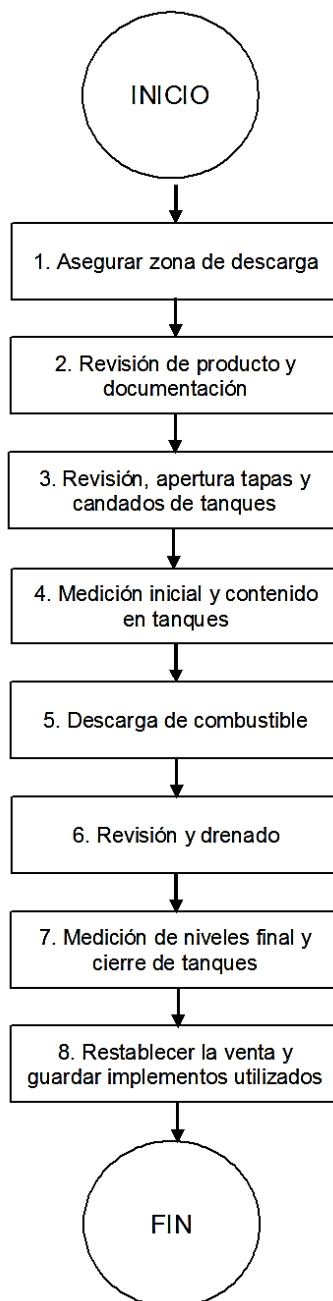 INICIO
1. Asegurar zona de descarga
2. Revisión de producto y
documentación
3. Revisión, apertura tapas y
candados de tanques
4. Medición inicial y contenido
en tanques
5. Descarga de combustible
6. Revisión y drenado
7. Medición de niveles final y
cierre de tanques
8. Restablecer la venta y
guardar implementos utilizados
FIN